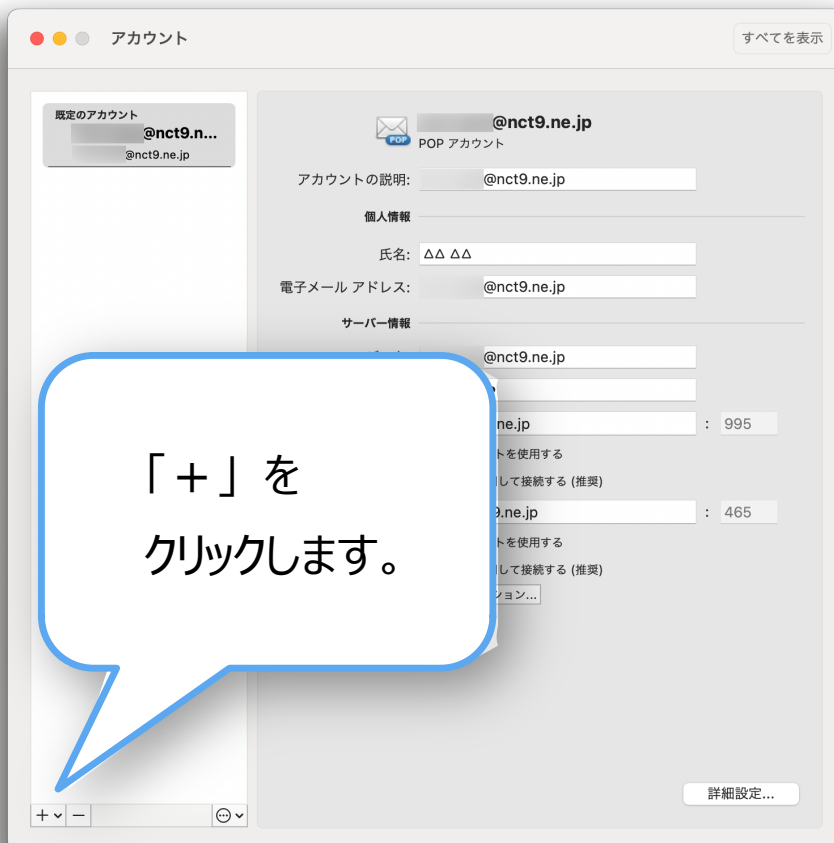 アカウント
すべてを表示
既定のアカウント
@nct9.n...
@nct9.ne.jp
@nct9.ne.jp
POP
POP アカウント
アカウントの説明: @nct9.ne.jp
個人情報
氏名: ΔΔ ΔΔ
電子メール アドレス: @nct9.ne.jp
サーバー情報
@nct9.ne.jp
ne.jp : 995
トを使用する
して接続する (推奨)
.ne.jp : 465
トを使用する
して接続する (推奨)
ション...
「+」を
クリックします。
詳細設定...